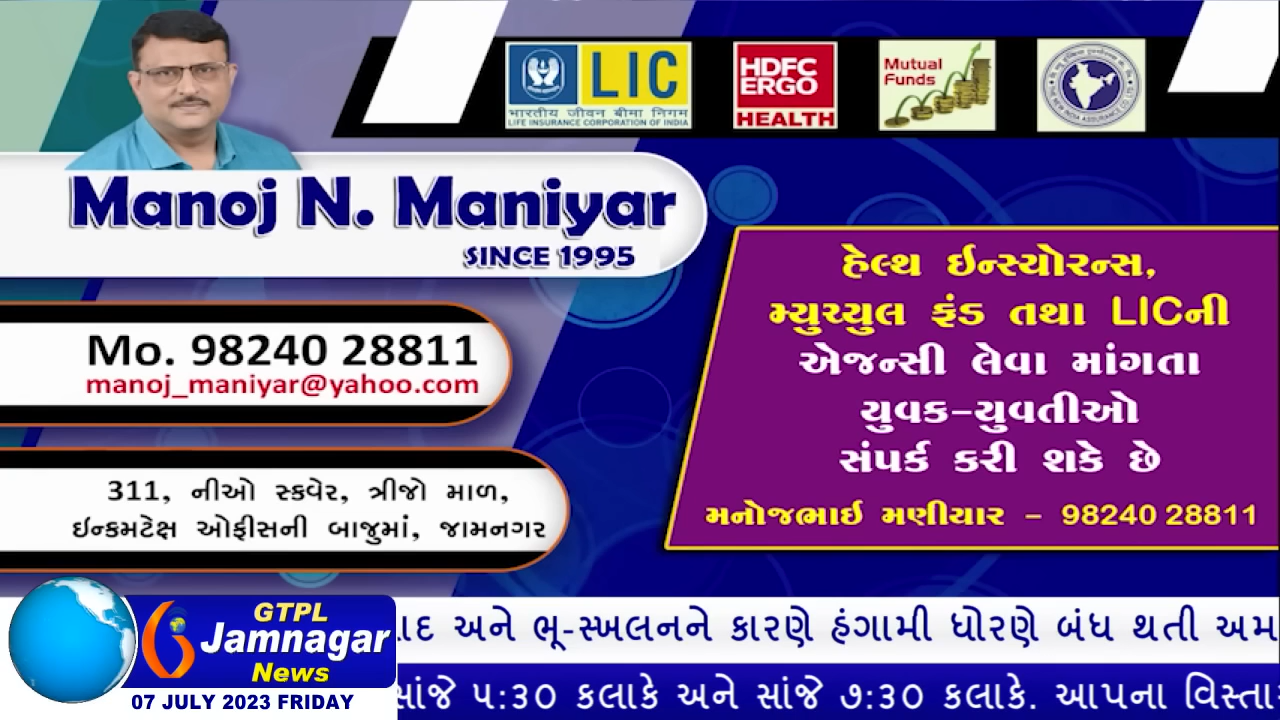 LIC
भारतीय जीवन बीमा निगम
LIFE INSURANCE CORPORATION OF INDIA
HDFC
ERGO
HEALTH
Mutual
Funds
Manoj N. Maniyar
SINCE 1995
Mo. 98240 28811
manoj_maniyar@yahoo.com
311, નીઓ સ્કવેર, ત્રીજો માળ,
ઇન્કમટેક્ષ ઓફીસની બાજુમાં, જામનગર
હેલ્થ ઇન્સ્યોરન્સ,
મ્યુચ્યુલ ફંડ તથા LICની
એજન્સી લેવા માંગતા
યુવક-યુવતીઓ
સંપર્ક કરી શકે છે
મનોજભાઇ મણીયાર - 98240 28811
GTPL
Jamnagar
News
07 JULY 2023 FRIDAY
અને ભૂ-સ્ખલનને કારણે હંગામી ધોરણે બંધ થતી
સાંજે ૫:૩૦ કલાકે અને સાંજે ૭:૩૦ કલાકે. આપના